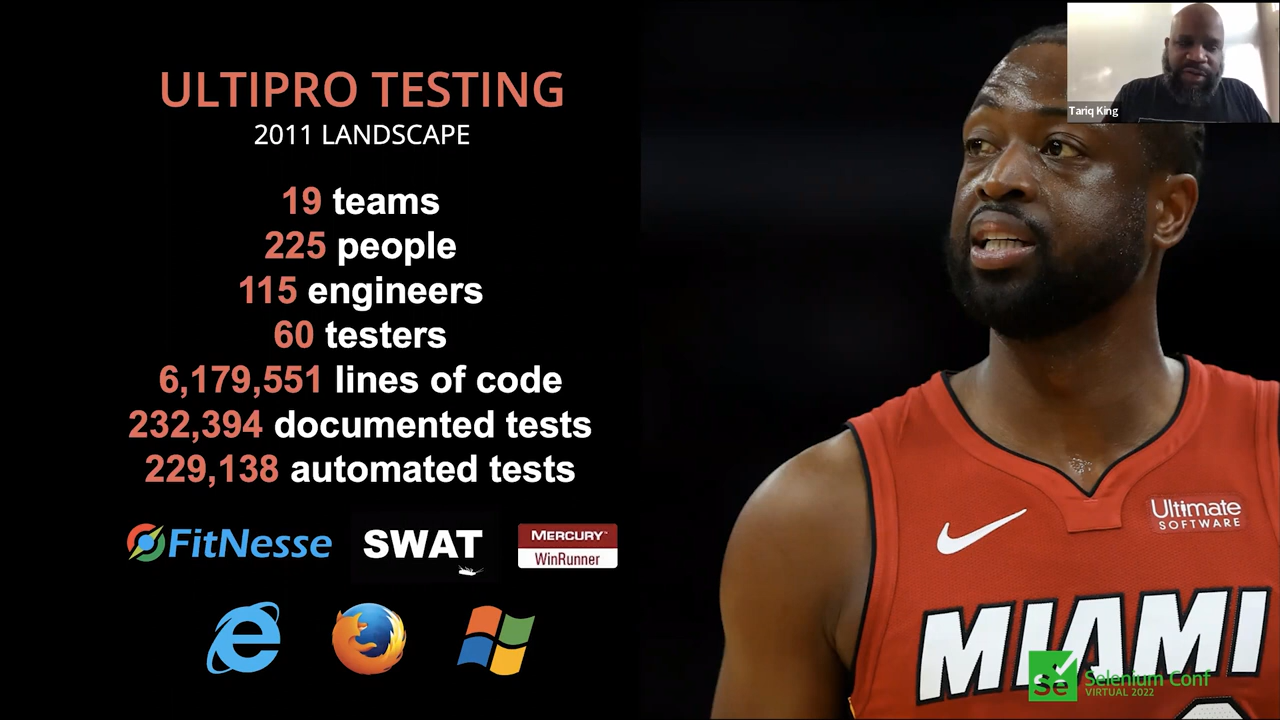 ULTIPRO TESTING
2011 LANDSCAPE
19 teams
225 people
115 engineers
60 testers
6,179,551 lines of code
232,394 documented tests
229,138 automated tests
FitNesse
SWAT
MERCURY™
WinRunner
Tariq King
Ultimate
SOFTWARE
MIAMI
Se
Selenium Conf
VIRTUAL 2022